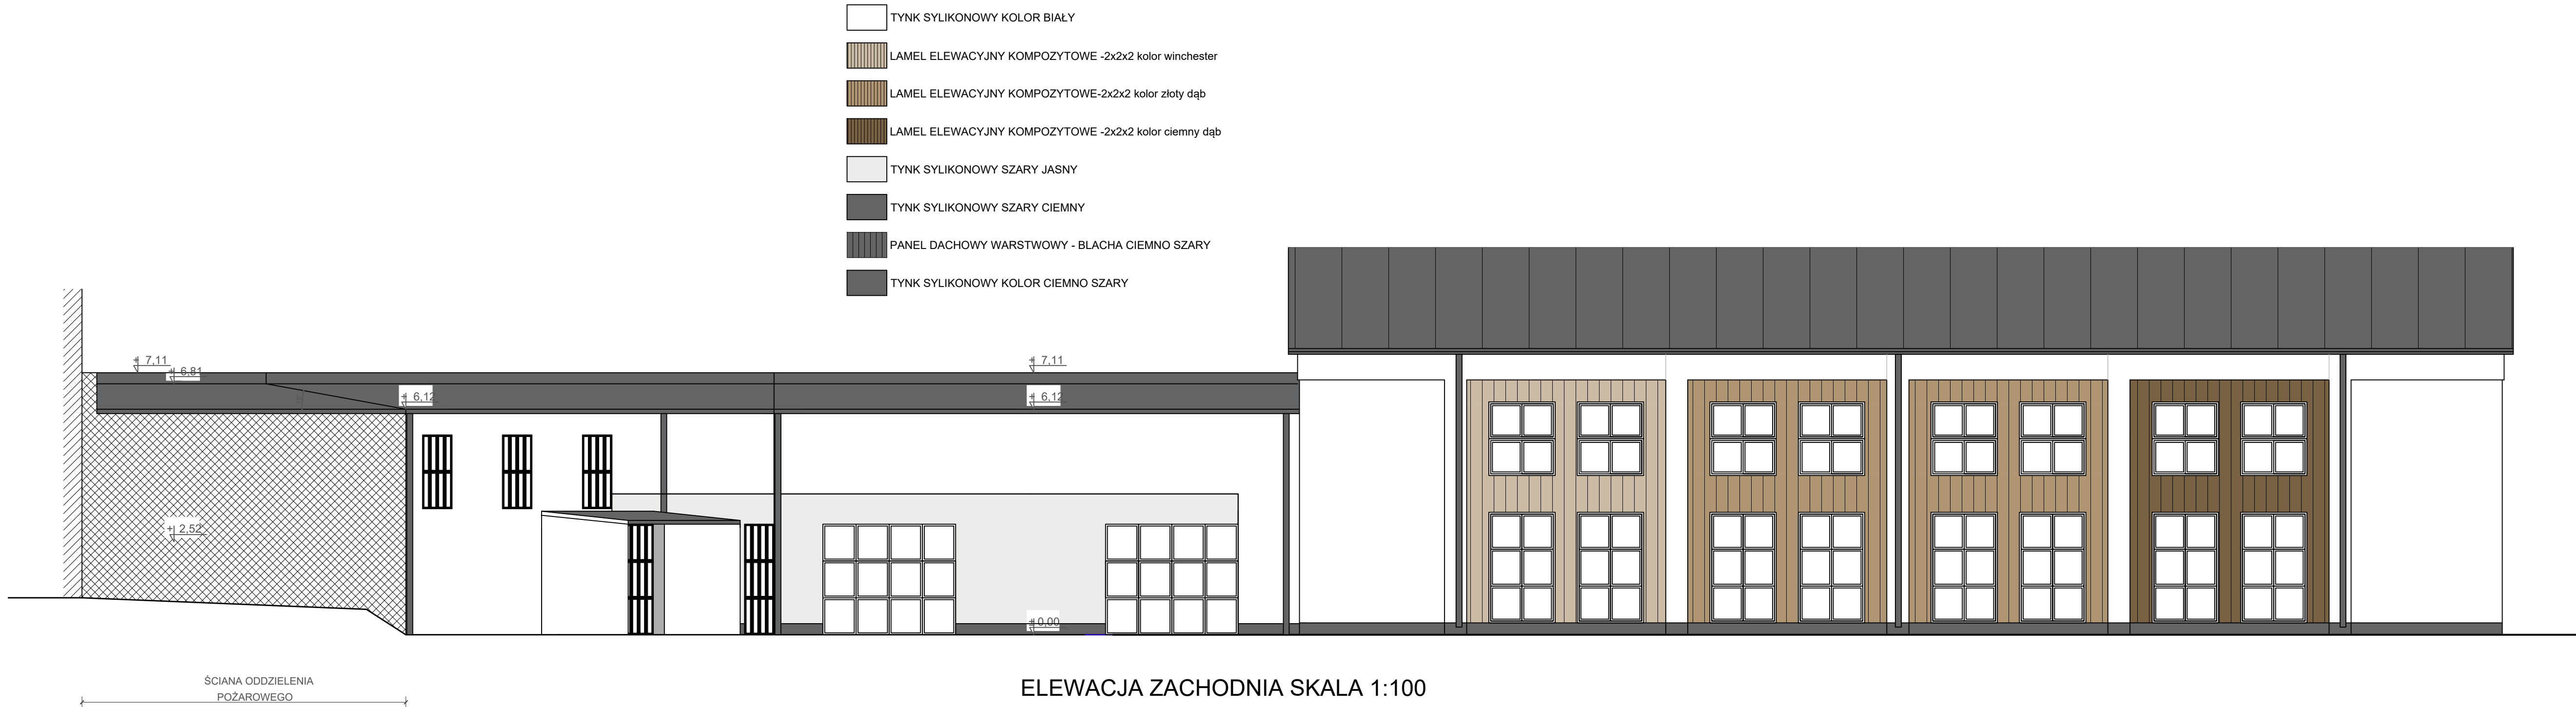 TYNK SYLIKONOWY KOLOR BIAŁY
LAMEL ELEWACYJNY KOMPOZYTOWE -2x2x2 kolor winchester
LAMEL ELEWACYJNY KOMPOZYTOWE-2x2x2 kolor złoty dąb
LAMEL ELEWACYJNY KOMPOZYTOWE -2x2x2 kolor ciemny dąb
TYNK SYLIKONOWY SZARY JASNY
TYNK SYLIKONOWY SZARY CIEMNY
PANEL DACHOWY WARSTWOWY - BLACHA CIEMNO SZARY
TYNK SYLIKONOWY KOLOR CIEMNO SZARY
+ 7,11
+ 6,81
+ 6,12
+ 7,11
+ 6,12
+ 2,52
± 0,00
ŚCIANA ODDZIELENIA
POŻAROWEGO
ELEWACJA ZACHODNIA SKALA 1:100